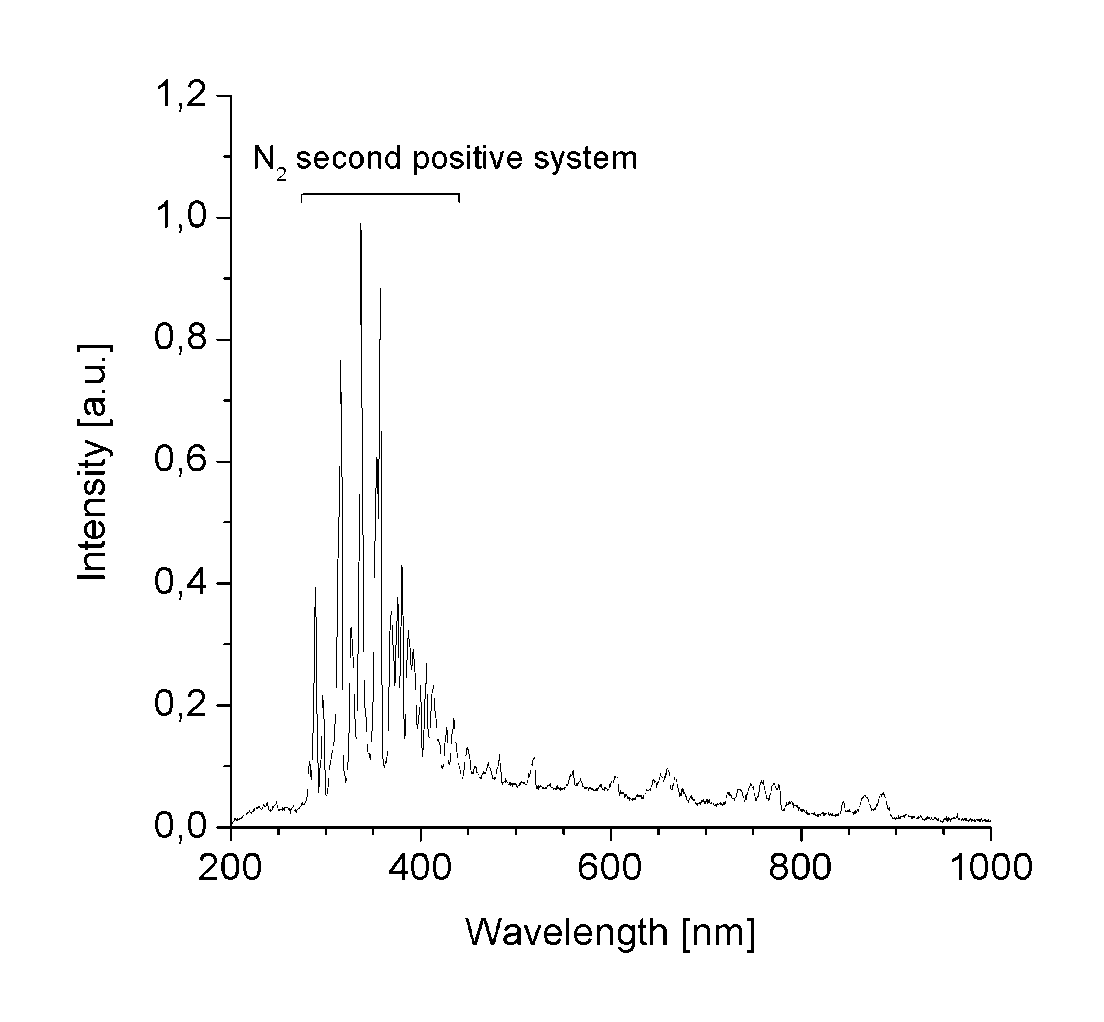 1,2
N2 second positive system
1,0
0,8
0,6
0,4
0,2
0,0
Intensity [a.u.]
200 400 600 800 1000
Wavelength [nm]